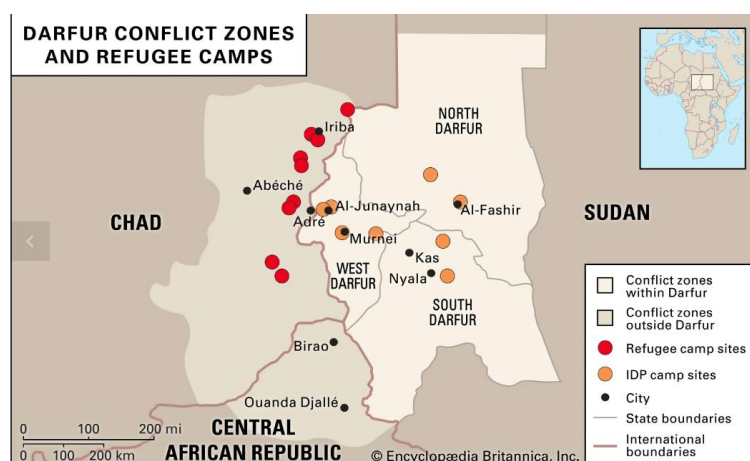 DARFUR CONFLICT ZONES
AND REFUGEE CAMPS
Iriba
NORTH
DARFUR
Abéché
Al-Junaynah
Al-Fashir
Adré
CHAD
SUDAN
Murnei
Kas
WEST
DARFUR
Nyala
SOUTH
DARFUR
Birao
Ouanda Djallé
CENTRAL
AFRICAN REPUBLIC
0 100 200 mi
0 100 200 km
Conflict zones
within Darfur
Conflict zones
outside Darfur
Refugee camp sites
IDP camp sites
City
State boundaries
International
boundaries
© Encyclopædia Britannica, Inc.